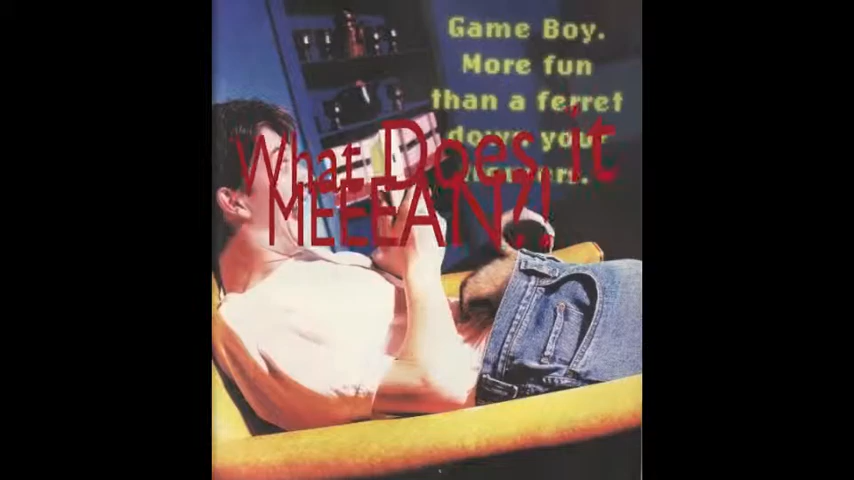 Game Boy.
More fun
than a ferret
down your
What Does it
MEEEAN?!